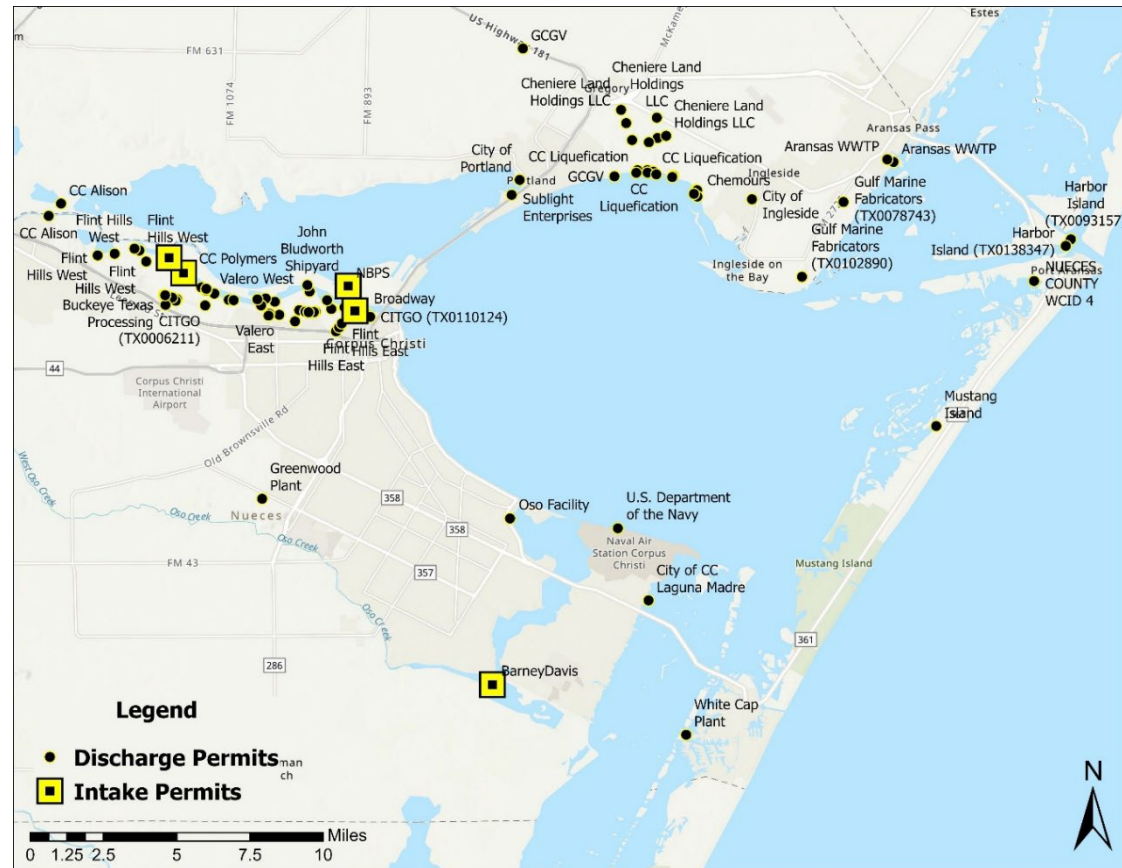 Estes
FM 631
US Highway 181
GCGV
McKame
Cheniere Land
Holdings
LLC
Cheniere Land
Holdings LLC
Gregory
Cheniere Land
Holdings LLC
FM 1074
FM 893
Aransas Pass
Aransas WWTP
Aransas WWTP
City of
Portland
Portland
CC Liquefication
CC Liquefication
GCGV
CC
Liquefication
Ingleside
Chemours
Sublight
Enterprises
City of
Ingleside
Gulf Marine
Fabricators
(TX0078743)
Gulf Marine
Fabricators
(TX0102890)
Ingleside on
the Bay
Harbor
Island
(TX0093157)
Harbor
Island (TX0138347)
Port Aransas
NUECES
COUNTY
WCID 4
CC Alison
CC Alison
Flint Hills
West
Flint
Hills West
Flint
Hills West
Flint
Hills West
CC Polymers
Valero West
John
Bludworth
Shipyard
NBPS
Broadway
CITGO (TX0110124)
Buckeye Texas
Processing
CITGO
(TX0006211)
Valero
East
Flint
Hills East
Flint
Hills East
Corpus Christi
44
Corpus Christi
International
Airport
Old Brownsville Rd
Mustang
Island
West Oso Creek
Greenwood
Plant
Nueces
Oso Creek
Oso Creek
Oso Creek
358
358
357
Oso Facility
U.S. Department
of the Navy
Naval Air
Station Corpus
Christi
FM 43
City of CC
Laguna Madre
Mustang Island
361
286
BarneyDavis
White Cap
Plant
Legend
Discharge Permits
man
ch
Intake Permits
Miles
0 1.25 2.5 5 7.5 10
N